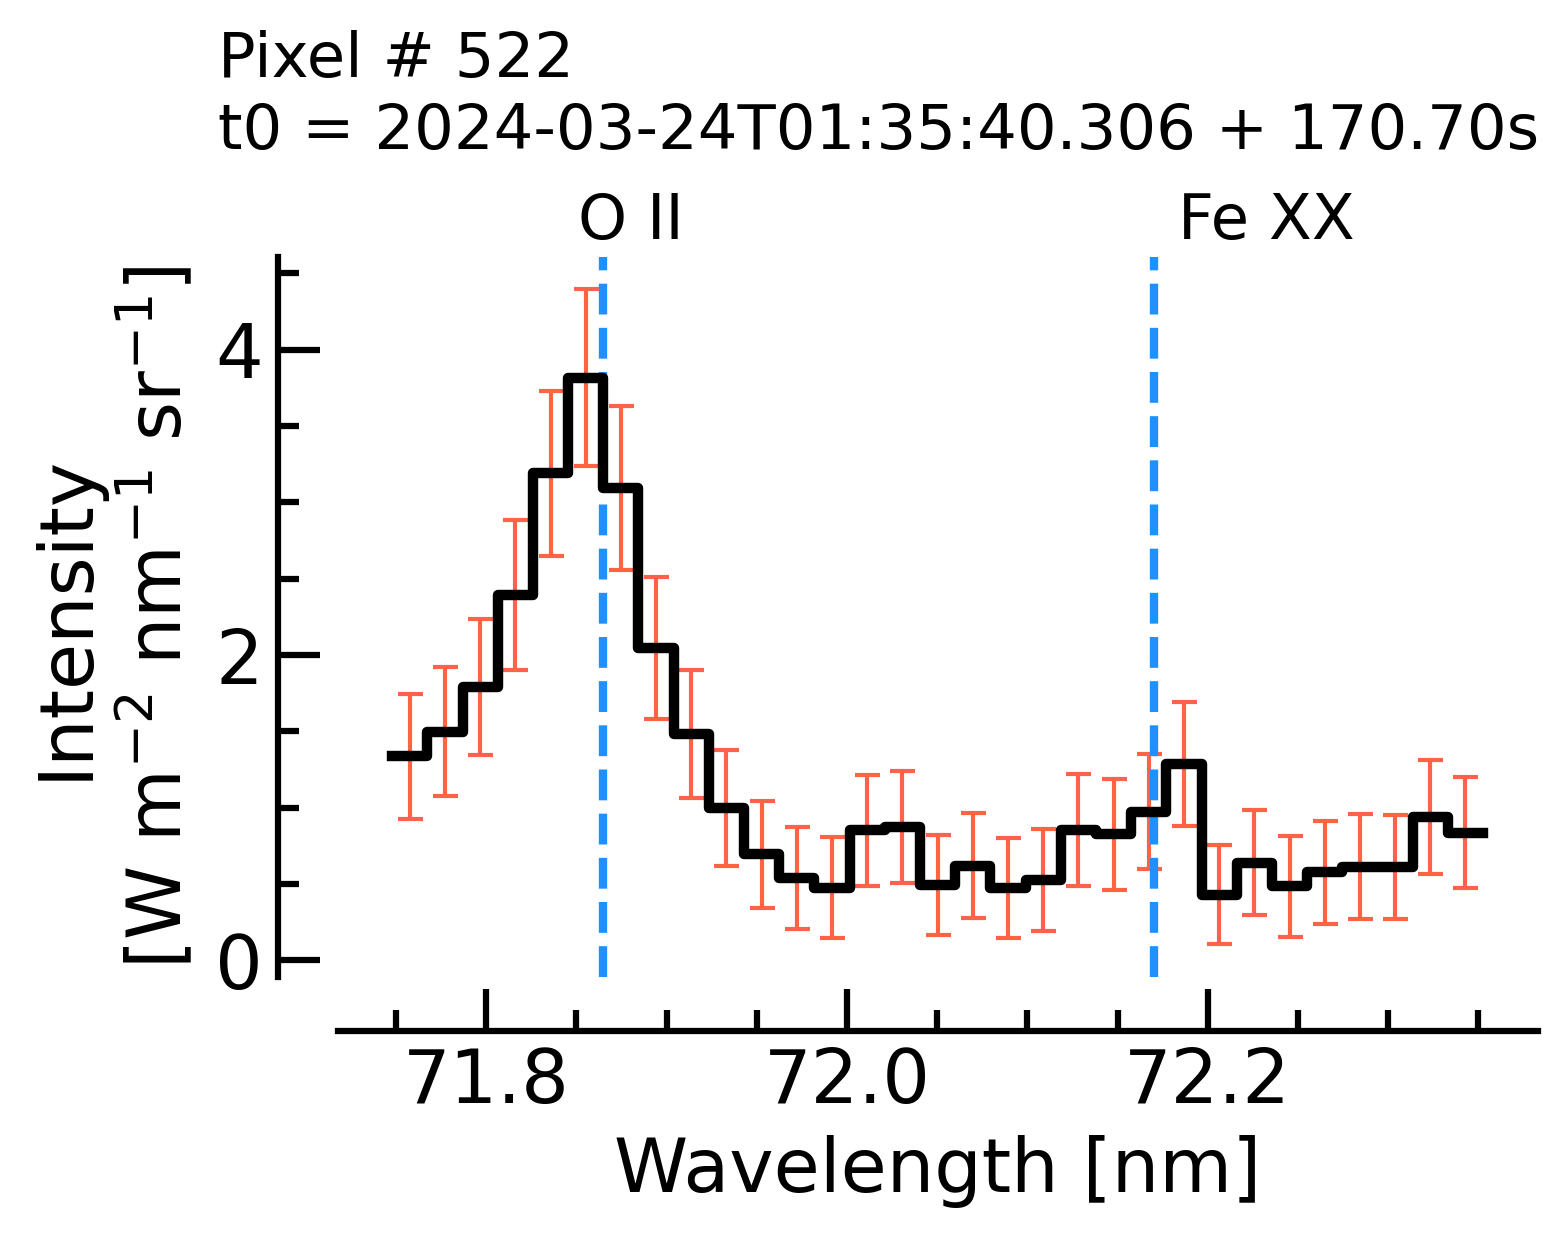 Pixel # 522
t0 = 2024-03-24T01:35:40.306 + 170.70s
O II
Fe XX
Intensity
[W m⁻² nm⁻¹ sr⁻¹]
4
2
0
71.8
72.0
72.2
Wavelength [nm]